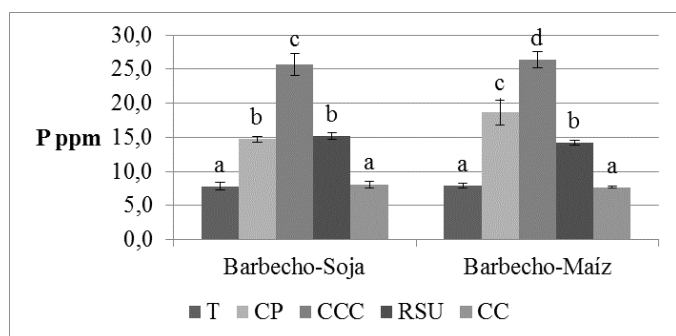 30,0
25,0
20,0
15,0
10,0
5,0
0,0
P ppm
a b c b a
a c d b a
Barbecho-Soja Barbecho-Maíz
T CP CCC RSU CC